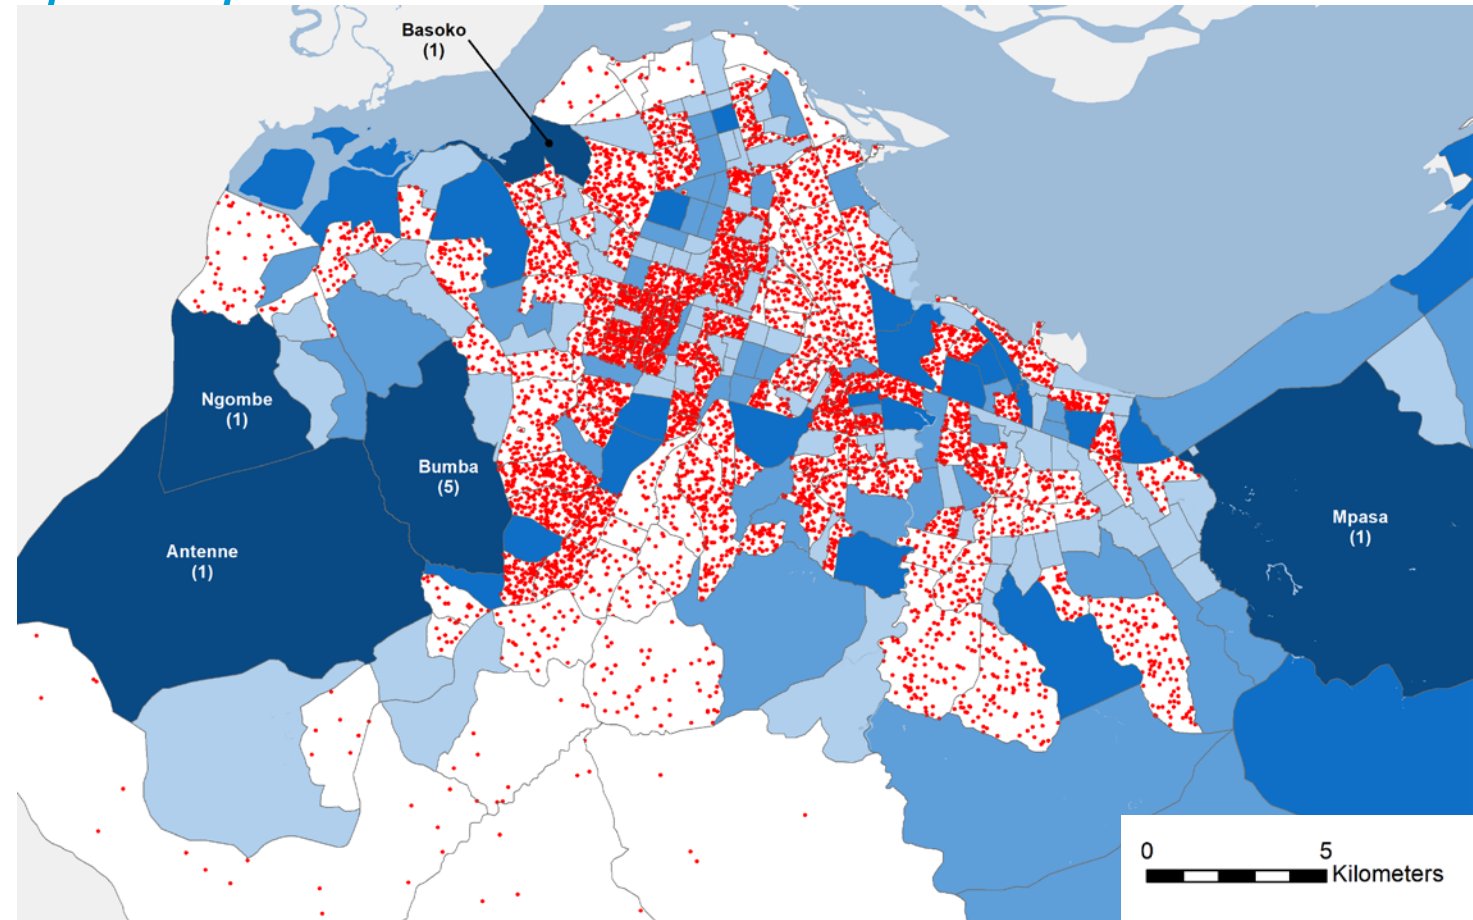 Basoko
(1)
Ngombe
(1)
Bumba
(5)
Antenne
(1)
Mpasa
(1)
0 5
Kilometers